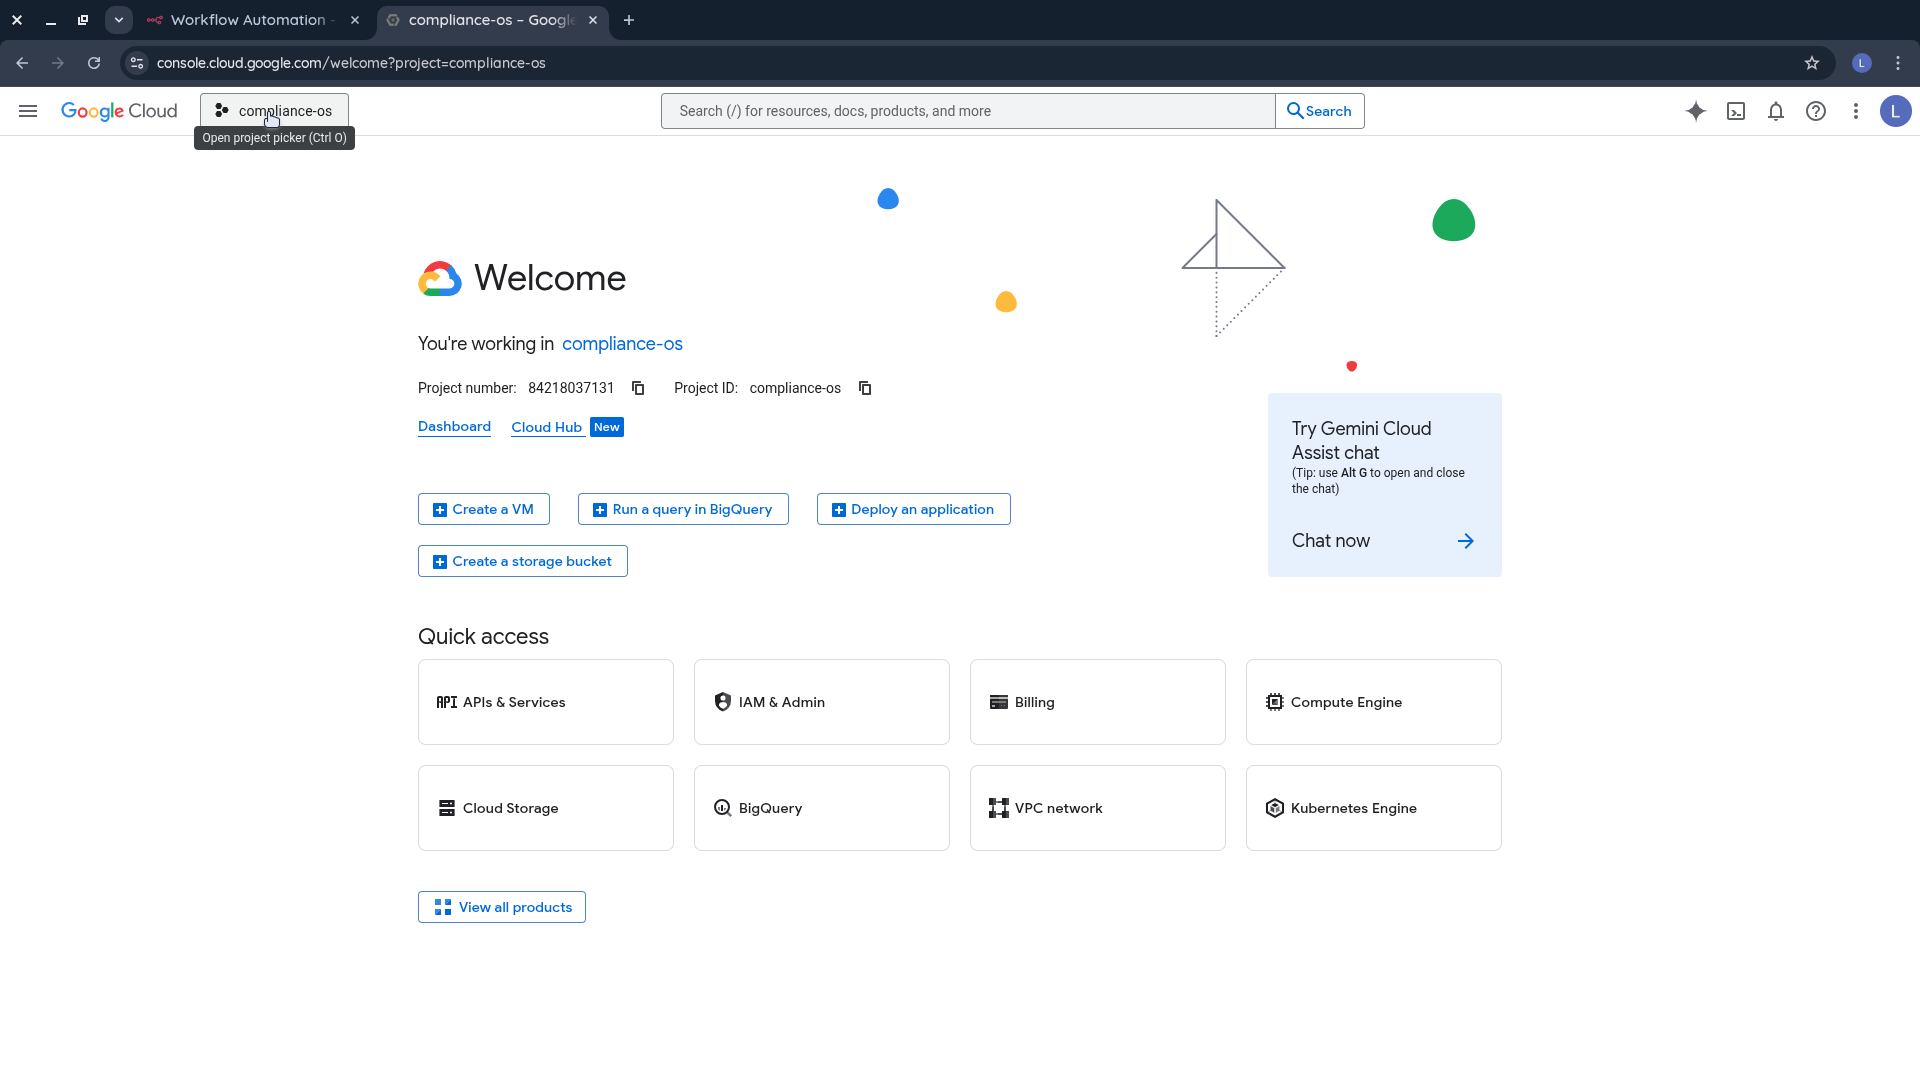 Workflow Automation -
compliance-os – Google
console.cloud.google.com/welcome?project=compliance-os
L
Google Cloud
compliance-os
Search (/) for resources, docs, products, and more
Search
L
Open project picker (Ctrl O)
Welcome
You're working in compliance-os
Project number: 84218037131
Project ID: compliance-os
Dashboard
Cloud Hub New
Try Gemini Cloud
Assist chat
(Tip: use Alt G to open and close
the chat)
Chat now
Create a VM
Run a query in BigQuery
Deploy an application
Create a storage bucket
Quick access
API APIs & Services
IAM & Admin
Billing
Compute Engine
Cloud Storage
BigQuery
VPC network
Kubernetes Engine
View all products